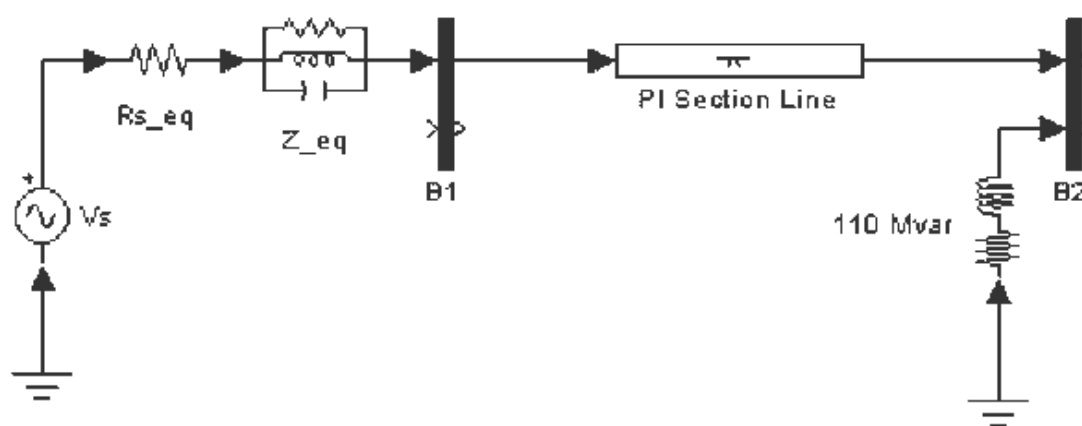 Rs_eq
Z_eq
Vs
B1
PI Section Line
B2
110 Mvar